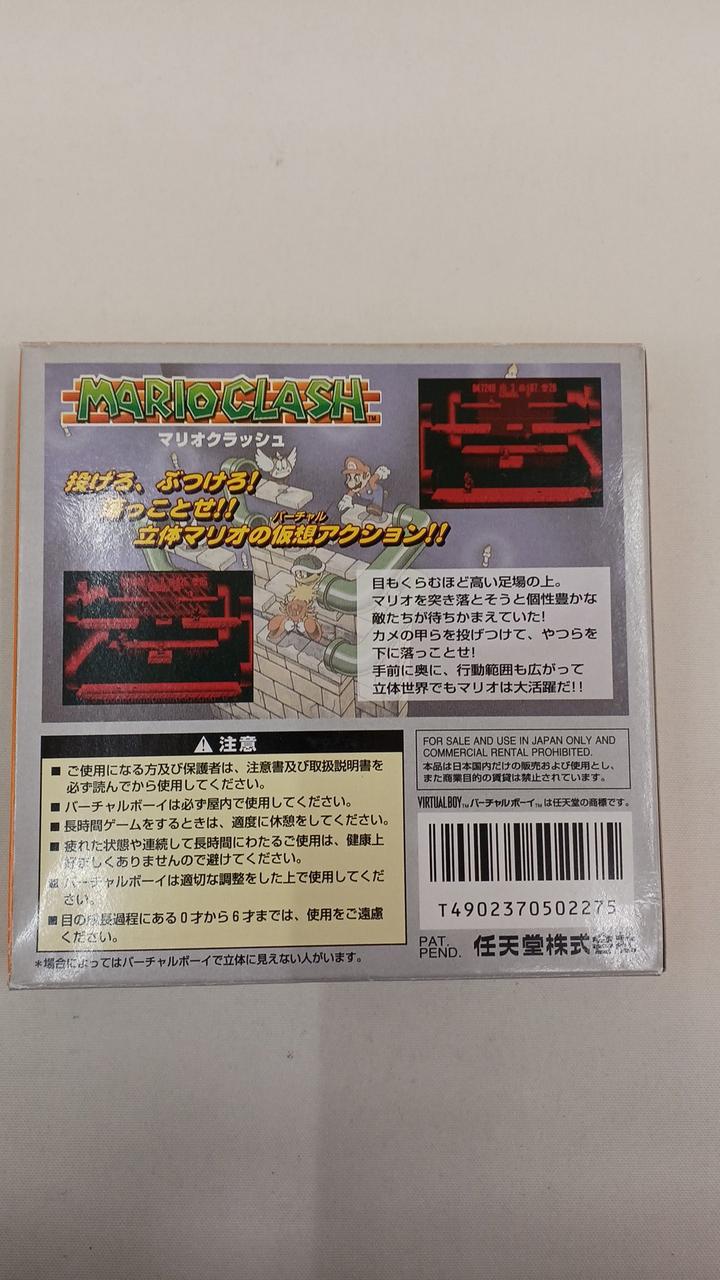 MARIO CLASH™
マリオクラッシュ
投げろ、ぶつけろ!
落っことせ!!
バーチャル
立体マリオの仮想アクション!!
目もくらむほど高い足場の上。
マリオを突き落とそうと個性豊かな
敵たちが待ちかまえていた!
カメの甲らを投げつけて、やつらを
下に落っことせ!
手前に奥に、行動範囲も広がって
立体世界でもマリオは大活躍だ!!
⚠注意
■ ご使用になる方及び保護者は、注意書及び取扱説明書を
必ず読んでから使用してください。
■ バーチャルボーイは必ず屋内で使用してください。
■ 長時間ゲームをするときは、適度に休憩をしてください。
■ 疲れた状態や連続して長時間にわたるご使用は、健康上
好ましくありませんので避けてください。
■ バーチャルボーイは適切な調整をした上で使用してくだ
さい。
■ 目の成長過程にある0才から6才までは、使用をご遠慮
ください。
*場合によってはバーチャルボーイで立体に見えない人がいます。
FOR SALE AND USE IN JAPAN ONLY AND
COMMERCIAL RENTAL PROHIBITED.
本品は日本国内だけの販売および使用とし、
また商業目的の賃貸は禁止されています。
VIRTUAL BOY™バーチャルボーイ™は任天堂の商標です。
T4902370502275
PAT.
PEND.
任天堂株式会社